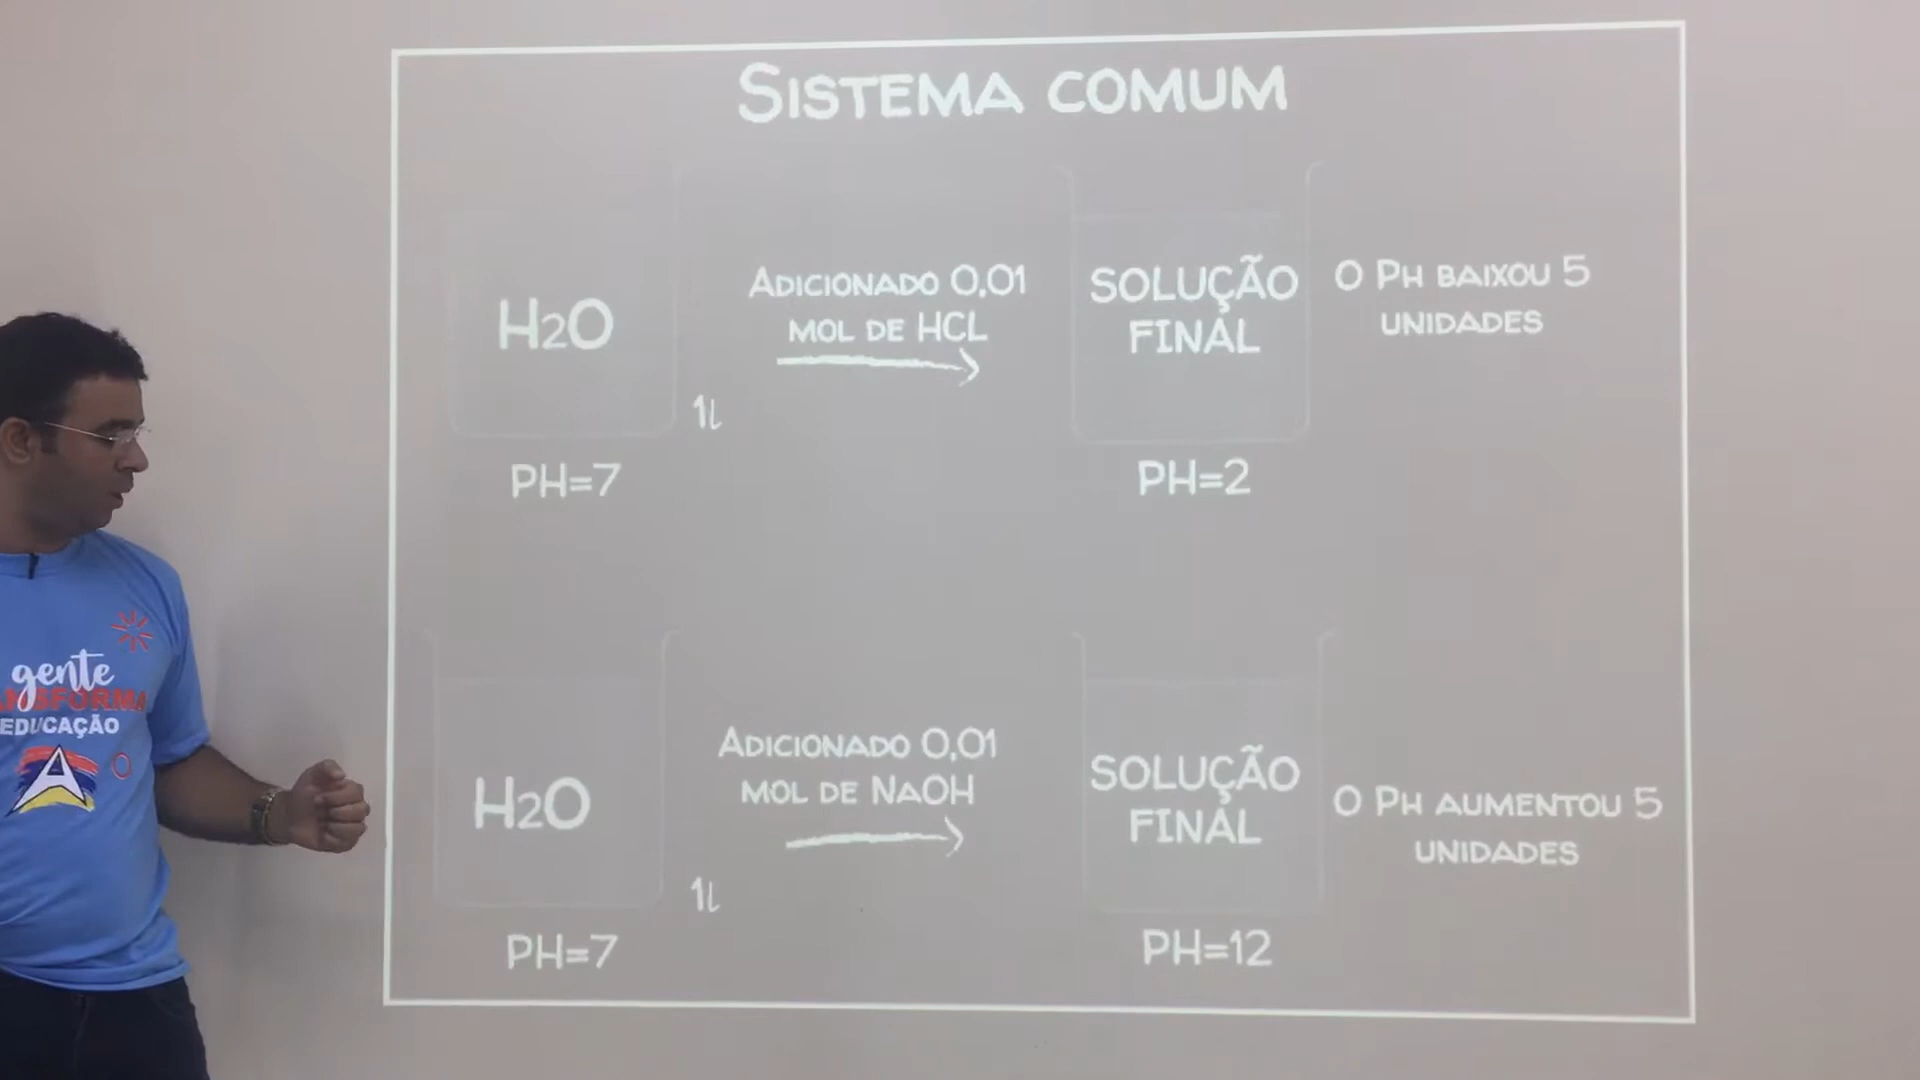 SISTEMA COMUM
H2O
1L
PH=7
ADICIONADO 0,01
MOL DE HCL
SOLUÇÃO
FINAL
PH=2
O PH BAIXOU 5
UNIDADES
H2O
1L
PH=7
ADICIONADO 0,01
MOL DE NAOH
SOLUÇÃO
FINAL
PH=12
O PH AUMENTOU 5
UNIDADES
gente
ANSFORMA
EDUCAÇÃO